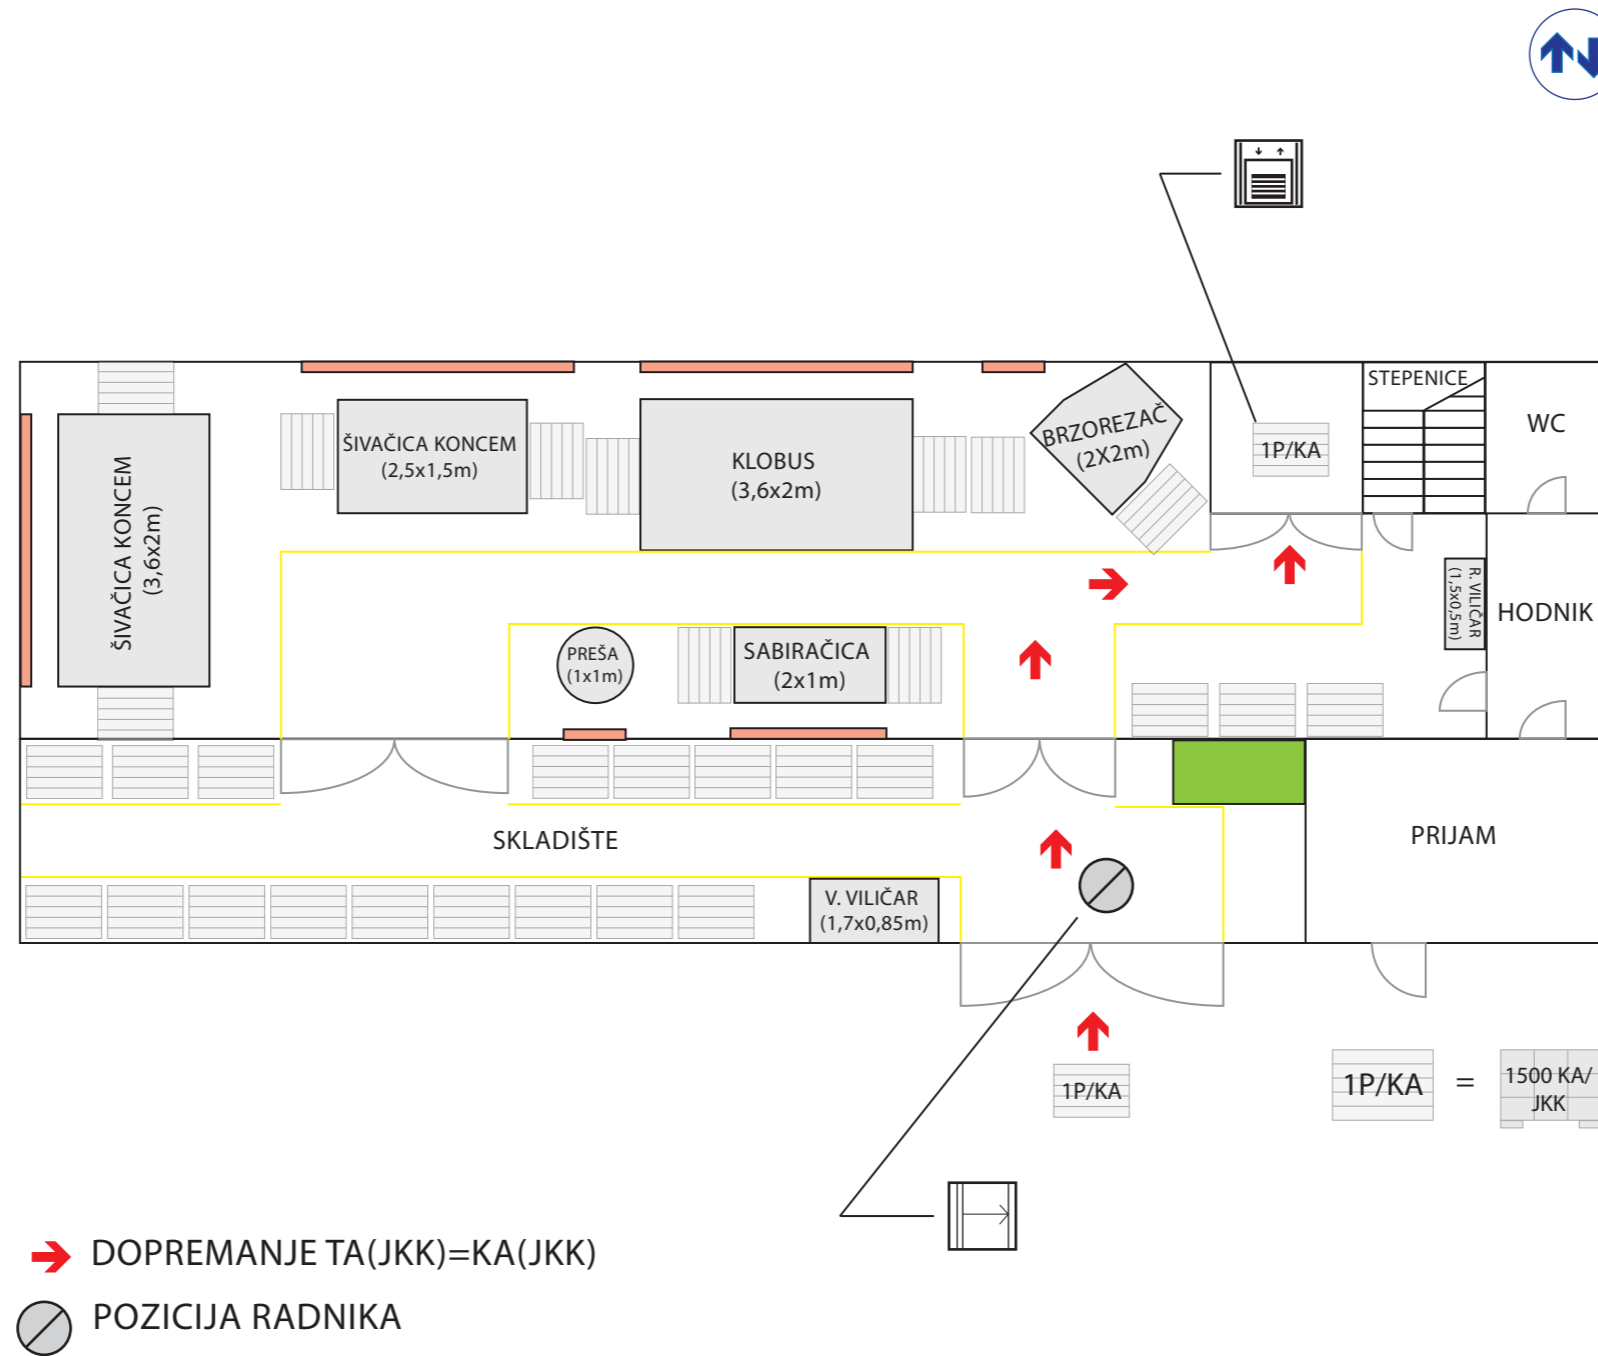 N
STEPENICE
WC
ŠIVAČICA KONCEM
(3,6x2m)
ŠIVAČICA KONCEM
(2,5x1,5m)
KLOBUS
(3,6x2m)
BRZOREZAČ
(2X2m)
1P/KA
R. VILIČAR
(1,5x0,5m)
HODNIK
PREŠA
(1x1m)
SABIRAČICA
(2x1m)
SKLADIŠTE
PRIJAM
V. VILIČAR
(1,7x0,85m)
1P/KA
1P/KA
=
1500 KA/
JKK
DOPREMANJE TA(JKK)=KA(JKK)
POZICIJA RADNIKA